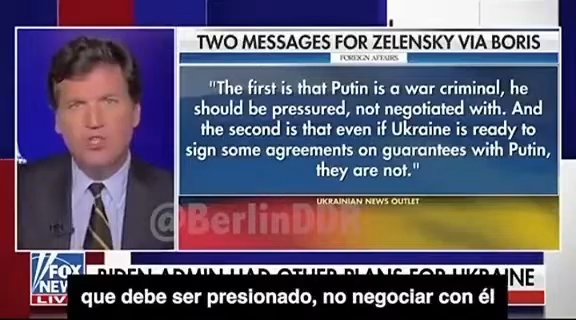 TWO MESSAGES FOR ZELENSKY VIA BORIS
FOREIGN AFFAIRS
"The first is that Putin is a war criminal, he
should be pressured, not negotiated with. And
the second is that even if Ukraine is ready to
sign some agreements on guarantees with Putin,
they are not."
UKRAINIAN NEWS OUTLET
@BerlinDDR
FOX
NEWS
BIDEN ADMIN HAD OTHER PLANS FOR UKRAINE
que debe ser presionado, no negociar con él